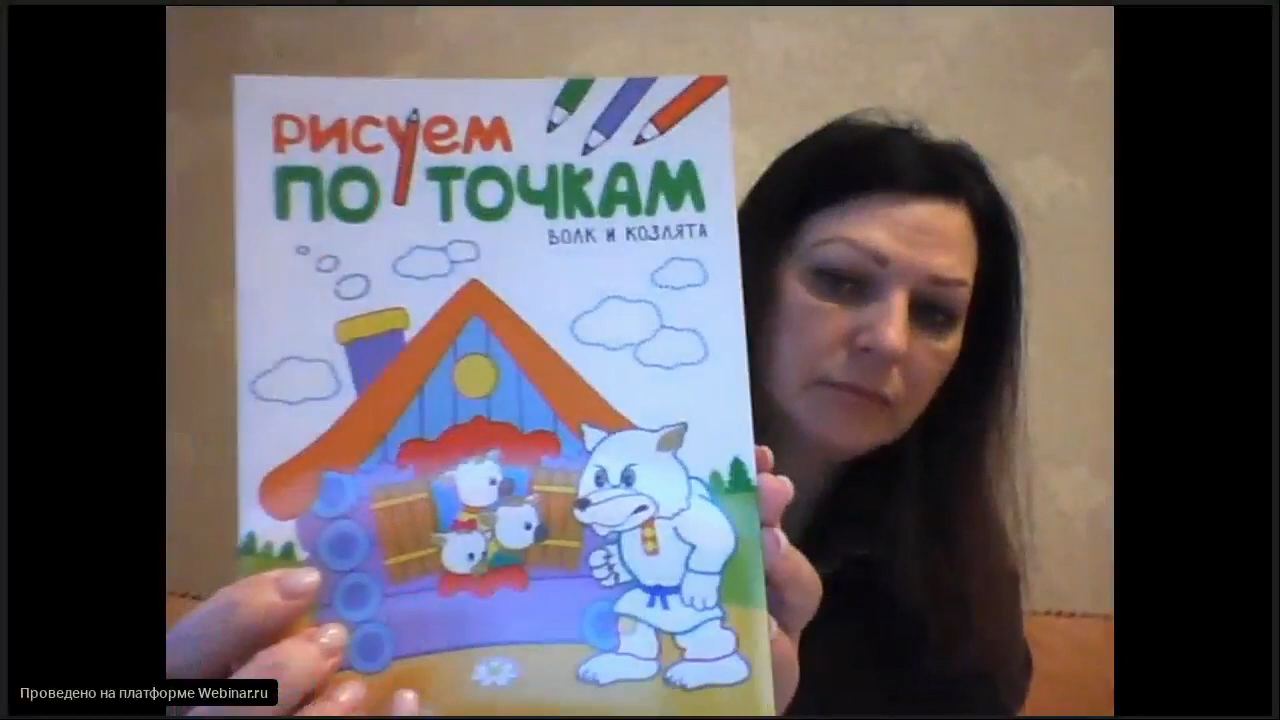 Рисуем
ПО ТОЧКАМ
ВОЛК И КОЗЛЯТА
Проведено на платформе Webinar.ru